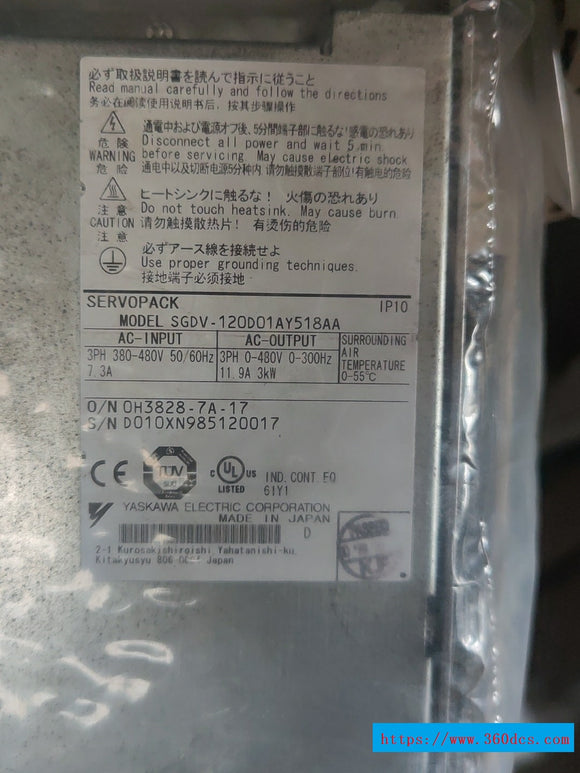 必ず取扱説明書を読んで指示に従うこと
Read manual carefully and follow the directions
务必在阅读使用说明书后，按其步骤操作
危険
WARNING
危险
通電中および電源オフ後、5分間端子部に触るな!感電の恐れあり
Disconnect all power and wait 5 min.
before servicing. May cause electric shock
通电中以及切断电源5分钟内，请勿触摸端子部位!有触电的危险
注意
CAUTION
注意
ヒートシンクに触るな! 火傷の恐れあり
Do not touch heatsink. May cause burn
请勿触摸散热片! 有烫伤的危险
必ずアース線を接続せよ
Use proper grounding techniques.
接地端子必须接地
SERVOPACK IP10
MODEL SGDV-120D01AY518AA
AC-INPUT AC-OUTPUT
3PH 380-480V 50/60Hz 3PH 0-480V 0-300Hz
7.3A 11.9A 3kW
SURROUNDING
AIR
TEMPERATURE
0-55℃
O/N 0H3828-7A-17
S/N D010XN985120017
CE TÜV SÜD C UL US
LISTED
IND. CONT. EQ
61Y1
YASKAWA ELECTRIC CORPORATION
MADE IN JAPAN D
2-1 Kurosakishiroishi, Yahatanishi-ku,
Kitakyusyu Japan
https://www.360dcs.com